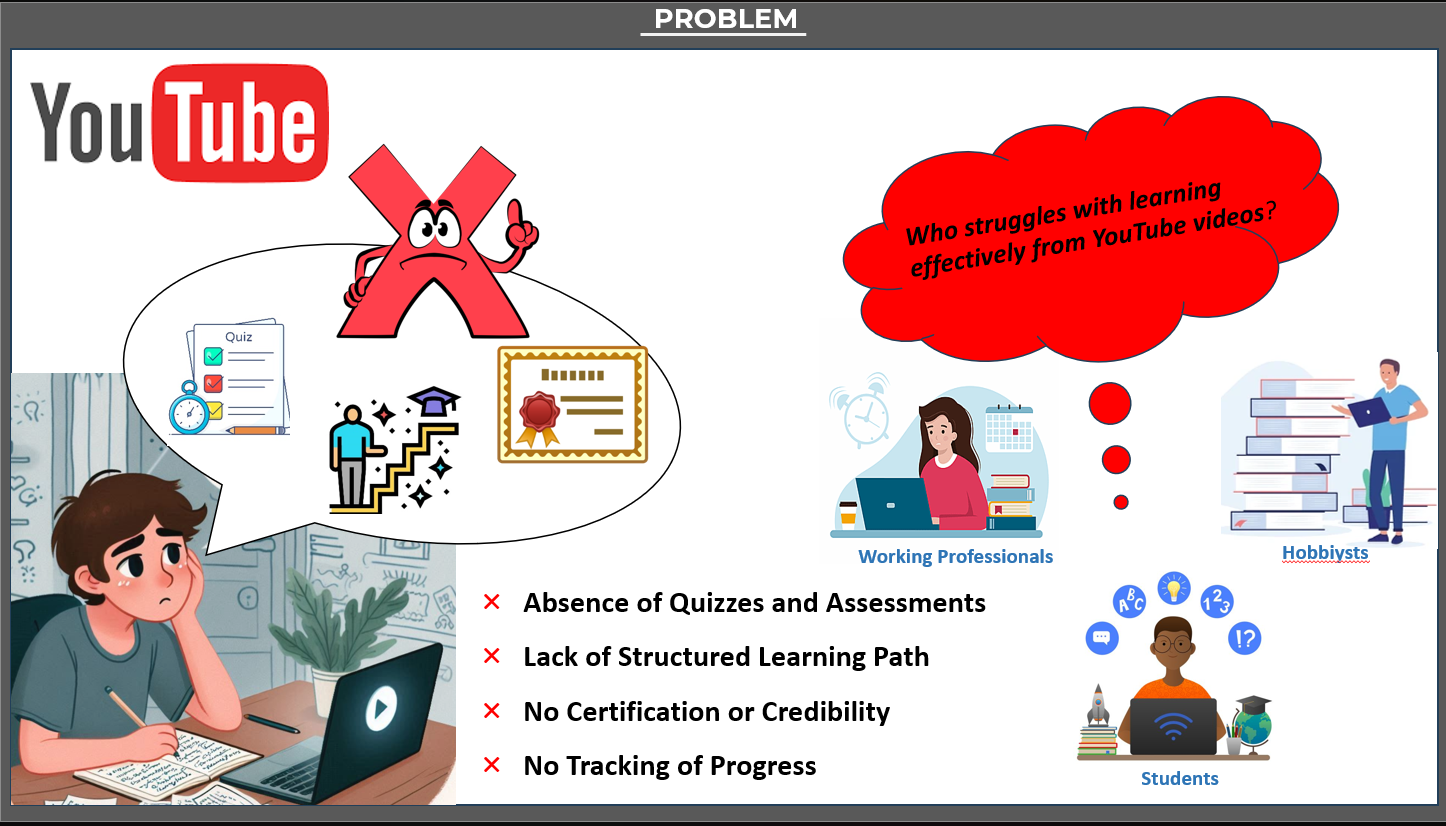 PROBLEM
YouTube
Quiz
Who struggles with learning
effectively from YouTube videos?
Working Professionals
Hobbiysts
Absence of Quizzes and Assessments
Lack of Structured Learning Path
No Certification or Credibility
No Tracking of Progress
ABC
123
!?
Students